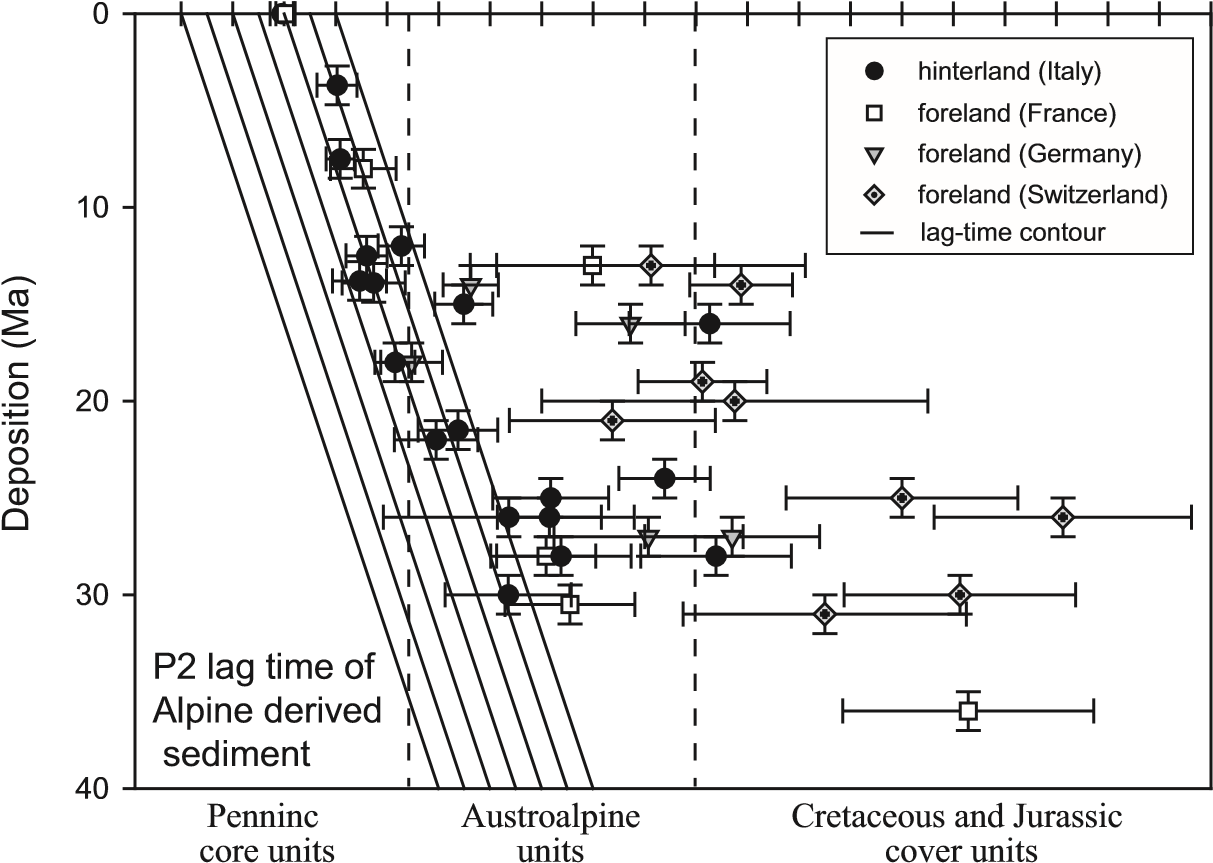 0
10
20
30
40
Deposition (Ma)
hinterland (Italy)
foreland (France)
foreland (Germany)
foreland (Switzerland)
lag-time contour
P2 lag time of
Alpine derived
sediment
Penninc
core units
Austroalpine
units
Cretaceous and Jurassic
cover units